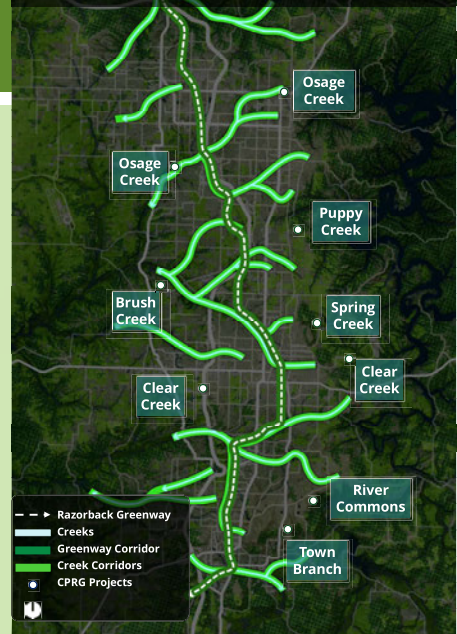 Osage
Creek
Osage
Creek
Puppy
Creek
Brush
Creek
Spring
Creek
Clear
Creek
Clear
Creek
River
Commons
Town
Branch
Razorback Greenway
Creeks
Greenway Corridor
Creek Corridors
CPRG Projects